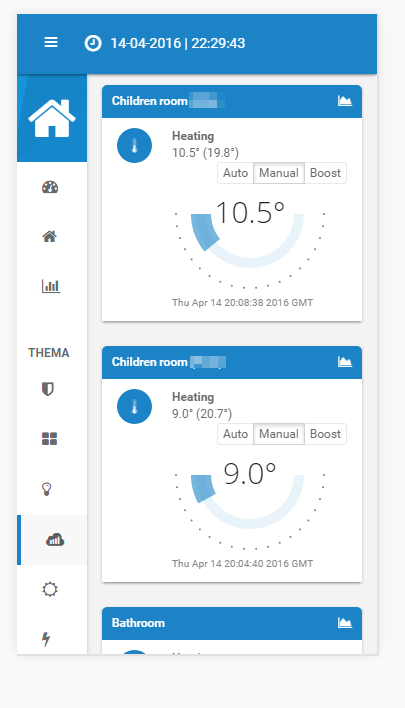 14-04-2016 | 22:29:43
Children room
Heating
10.5° (19.8°)
Auto Manual Boost
10.5°
Thu Apr 14 20:08:38 2016 GMT
THEMA
Children room
Heating
9.0° (20.7°)
Auto Manual Boost
9.0°
Thu Apr 14 20:04:40 2016 GMT
Bathroom